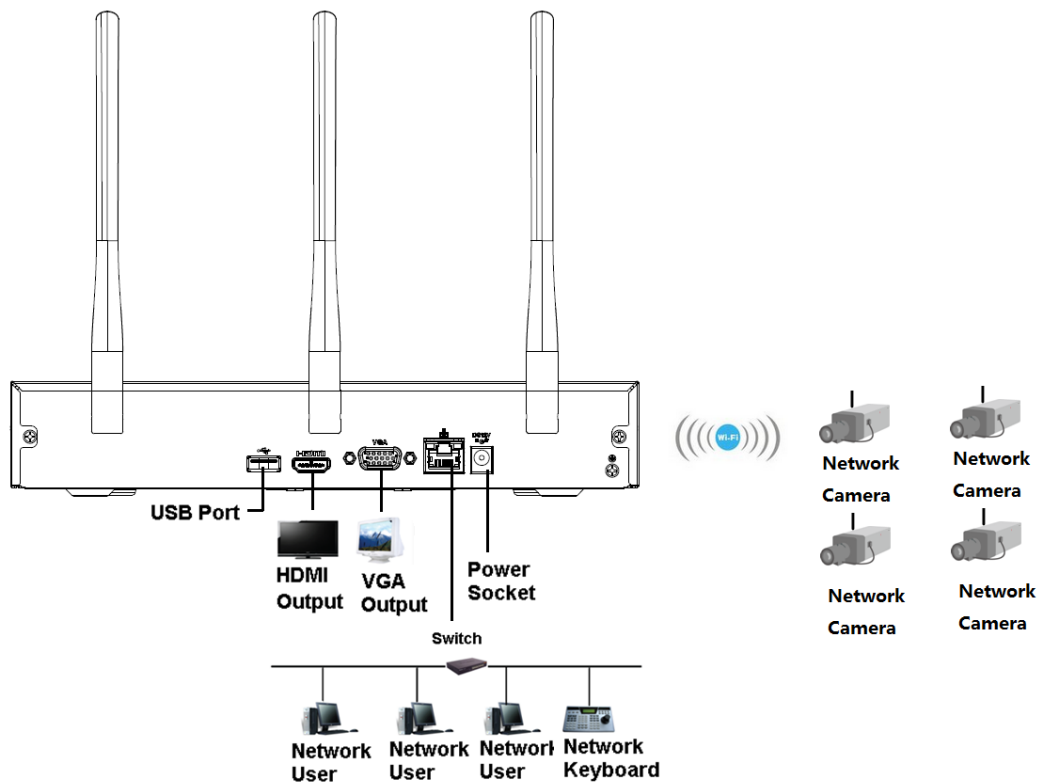 HDMI
VGA
USB Port
HDMI
Output
VGA
Output
Power
Socket
Switch
Network
User
Network
User
Network
User
Network
Keyboard
Wi-Fi
Network
Camera
Network
Camera
Network
Camera
Network
Camera